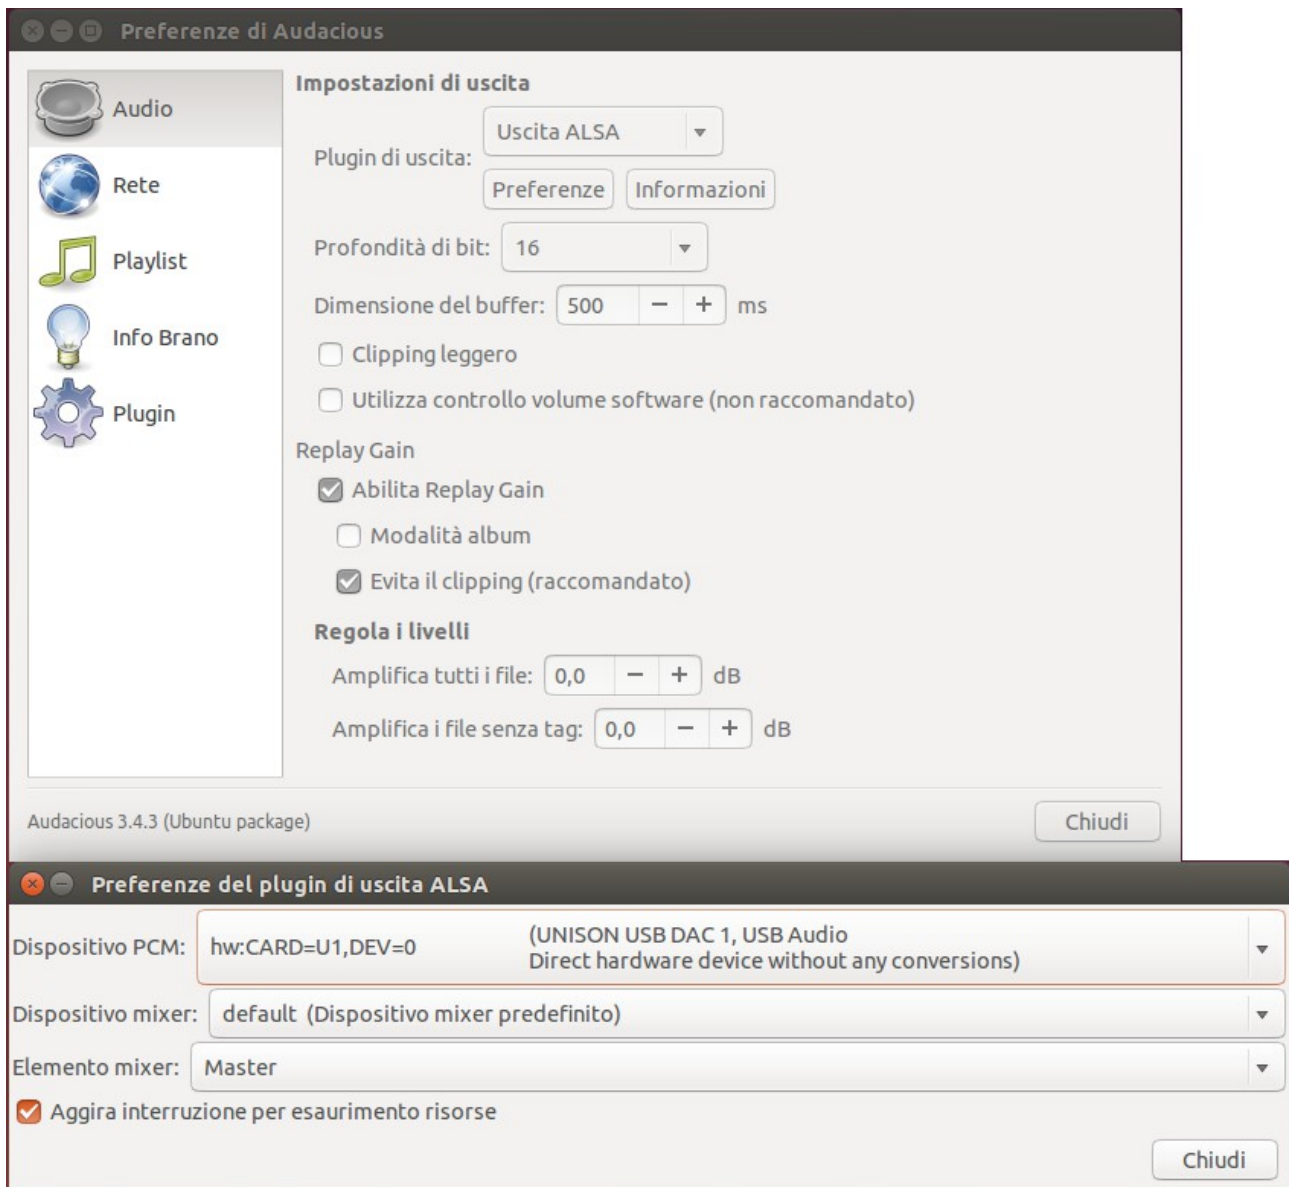 Preferenze di Audacious
Audio
Rete
Playlist
Info Brano
Plugin
Impostazioni di uscita
Plugin di uscita: Uscita ALSA
Preferenze Informazioni
Profondità di bit: 16
Dimensione del buffer: 500 − + ms
Clipping leggero
Utilizza controllo volume software (non raccomandato)
Replay Gain
Abilita Replay Gain
Modalità album
Evita il clipping (raccomandato)
Regola i livelli
Amplifica tutti i file: 0,0 − + dB
Amplifica i file senza tag: 0,0 − + dB
Audacious 3.4.3 (Ubuntu package) Chiudi
Preferenze del plugin di uscita ALSA
Dispositivo PCM: hw:CARD=U1,DEV=0 (UNISON USB DAC 1, USB Audio
Direct hardware device without any conversions)
Dispositivo mixer: default (Dispositivo mixer predefinito)
Elemento mixer: Master
Aggira interruzione per esaurimento risorse
Chiudi